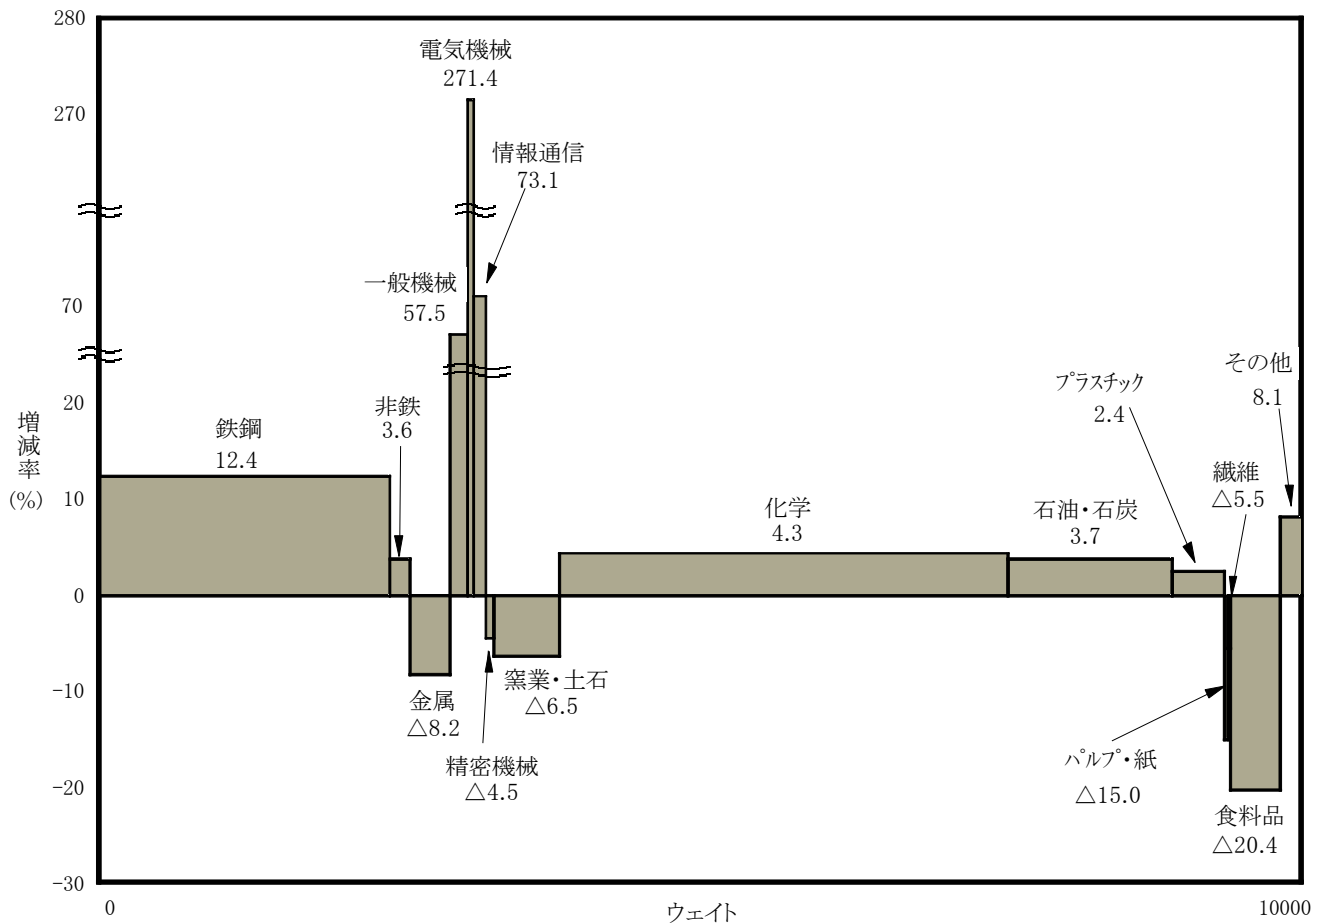 280
電気機械
271.4
270
情報通信
73.1
一般機械
57.5
70
その他
8.1
プラスチック
2.4
20
非鉄
3.6
増減率
(%)
鉄鋼
12.4
繊維
△5.5
10
化学
4.3
石油・石炭
3.7
0
-10
金属
△8.2
窯業・土石
△6.5
精密機械
△4.5
パルプ・紙
△15.0
-20
食料品
△20.4
-30
0
ウェイト
10000